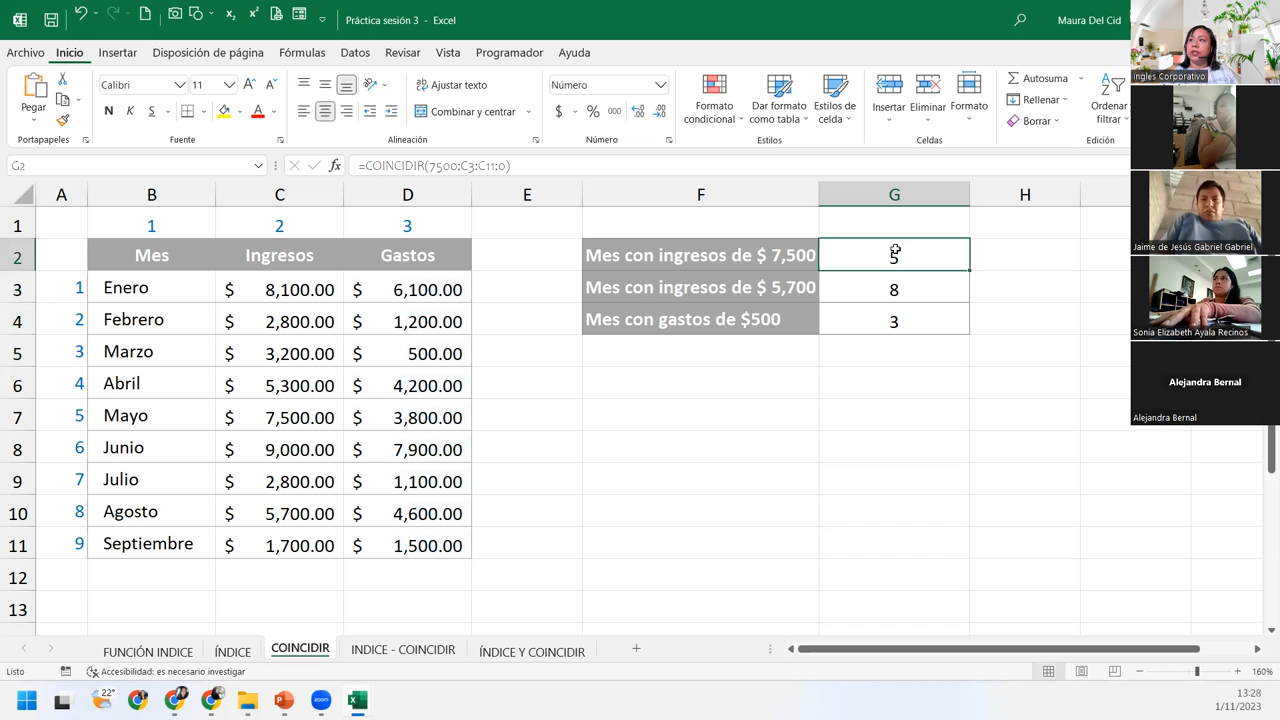 Práctica sesión 3 - Excel
Maura Del Cid
Archivo Inicio Insertar Disposición de página Fórmulas Datos Revisar Vista Programador Ayuda
Pegar
Calibri 11
N K S
Ajustar texto
Combinar y centrar
Número
$ % 000
Formato condicional
Dar formato como tabla
Estilos de celda
Insertar
Eliminar
Formato
Autosuma
Rellenar
Borrar
Ordenar filtrar
Portapapeles Fuente Alineación Número Estilos Celdas Edición
G2 fx =COINCIDIR(7500;C3:C11;0)
A B C D E F G H
1 1 2 3
2 Mes Ingresos Gastos Mes con ingresos de $ 7,500 5
3 1 Enero $ 8,100.00 $ 6,100.00 Mes con ingresos de $ 5,700 8
4 2 Febrero $ 2,800.00 $ 1,200.00 Mes con gastos de $500 3
5 3 Marzo $ 3,200.00 $ 500.00
6 4 Abril $ 5,300.00 $ 4,200.00
7 5 Mayo $ 7,500.00 $ 3,800.00
8 6 Junio $ 9,000.00 $ 7,900.00
9 7 Julio $ 2,800.00 $ 1,100.00
10 8 Agosto $ 5,700.00 $ 4,600.00
11 9 Septiembre $ 1,700.00 $ 1,500.00
12
13
FUNCIÓN INDICE ÍNDICE COINCIDIR INDICE - COINCIDIR ÍNDICE Y COINCIDIR
Listo Accesibilidad: es necesario investigar 160%
22°
13:28
1/11/2023
Ingles Corporativo
Jaime de Jesús Gabriel Gabriel
Sonia Elizabeth Ayala Recinos
Alejandra Bernal
Alejandra Bernal